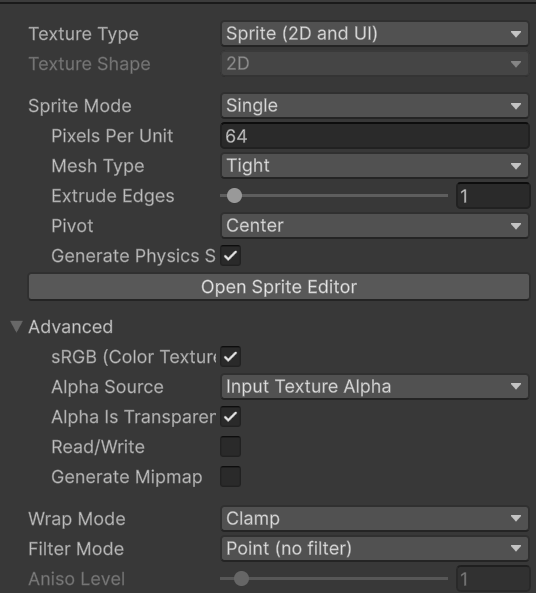 Texture Type Sprite (2D and UI)
Texture Shape 2D
Sprite Mode Single
Pixels Per Unit 64
Mesh Type Tight
Extrude Edges 1
Pivot Center
Generate Physics S
Open Sprite Editor
Advanced
sRGB (Color Texture
Alpha Source Input Texture Alpha
Alpha Is Transparer
Read/Write
Generate Mipmap
Wrap Mode Clamp
Filter Mode Point (no filter)
Aniso Level 1